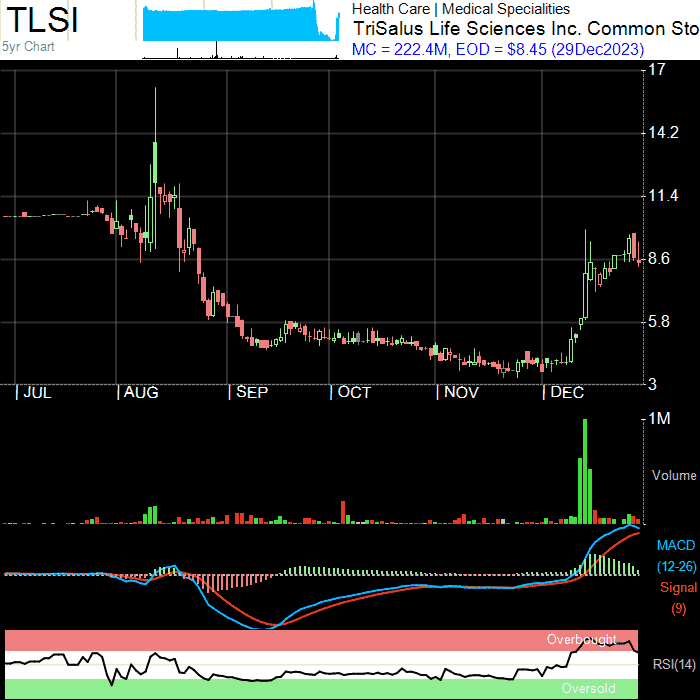 TLSI
5yr Chart
Health Care | Medical Specialities
TriSalus Life Sciences Inc. Common Sto
MC = 222.4M, EOD = $8.45 (29Dec2023)
17
14.2
11.4
8.6
5.8
3
| JUL | AUG | SEP | OCT | NOV | DEC
1M
Volume
MACD
(12-26)
Signal
(9)
Overbought
RSI(14)
Oversold